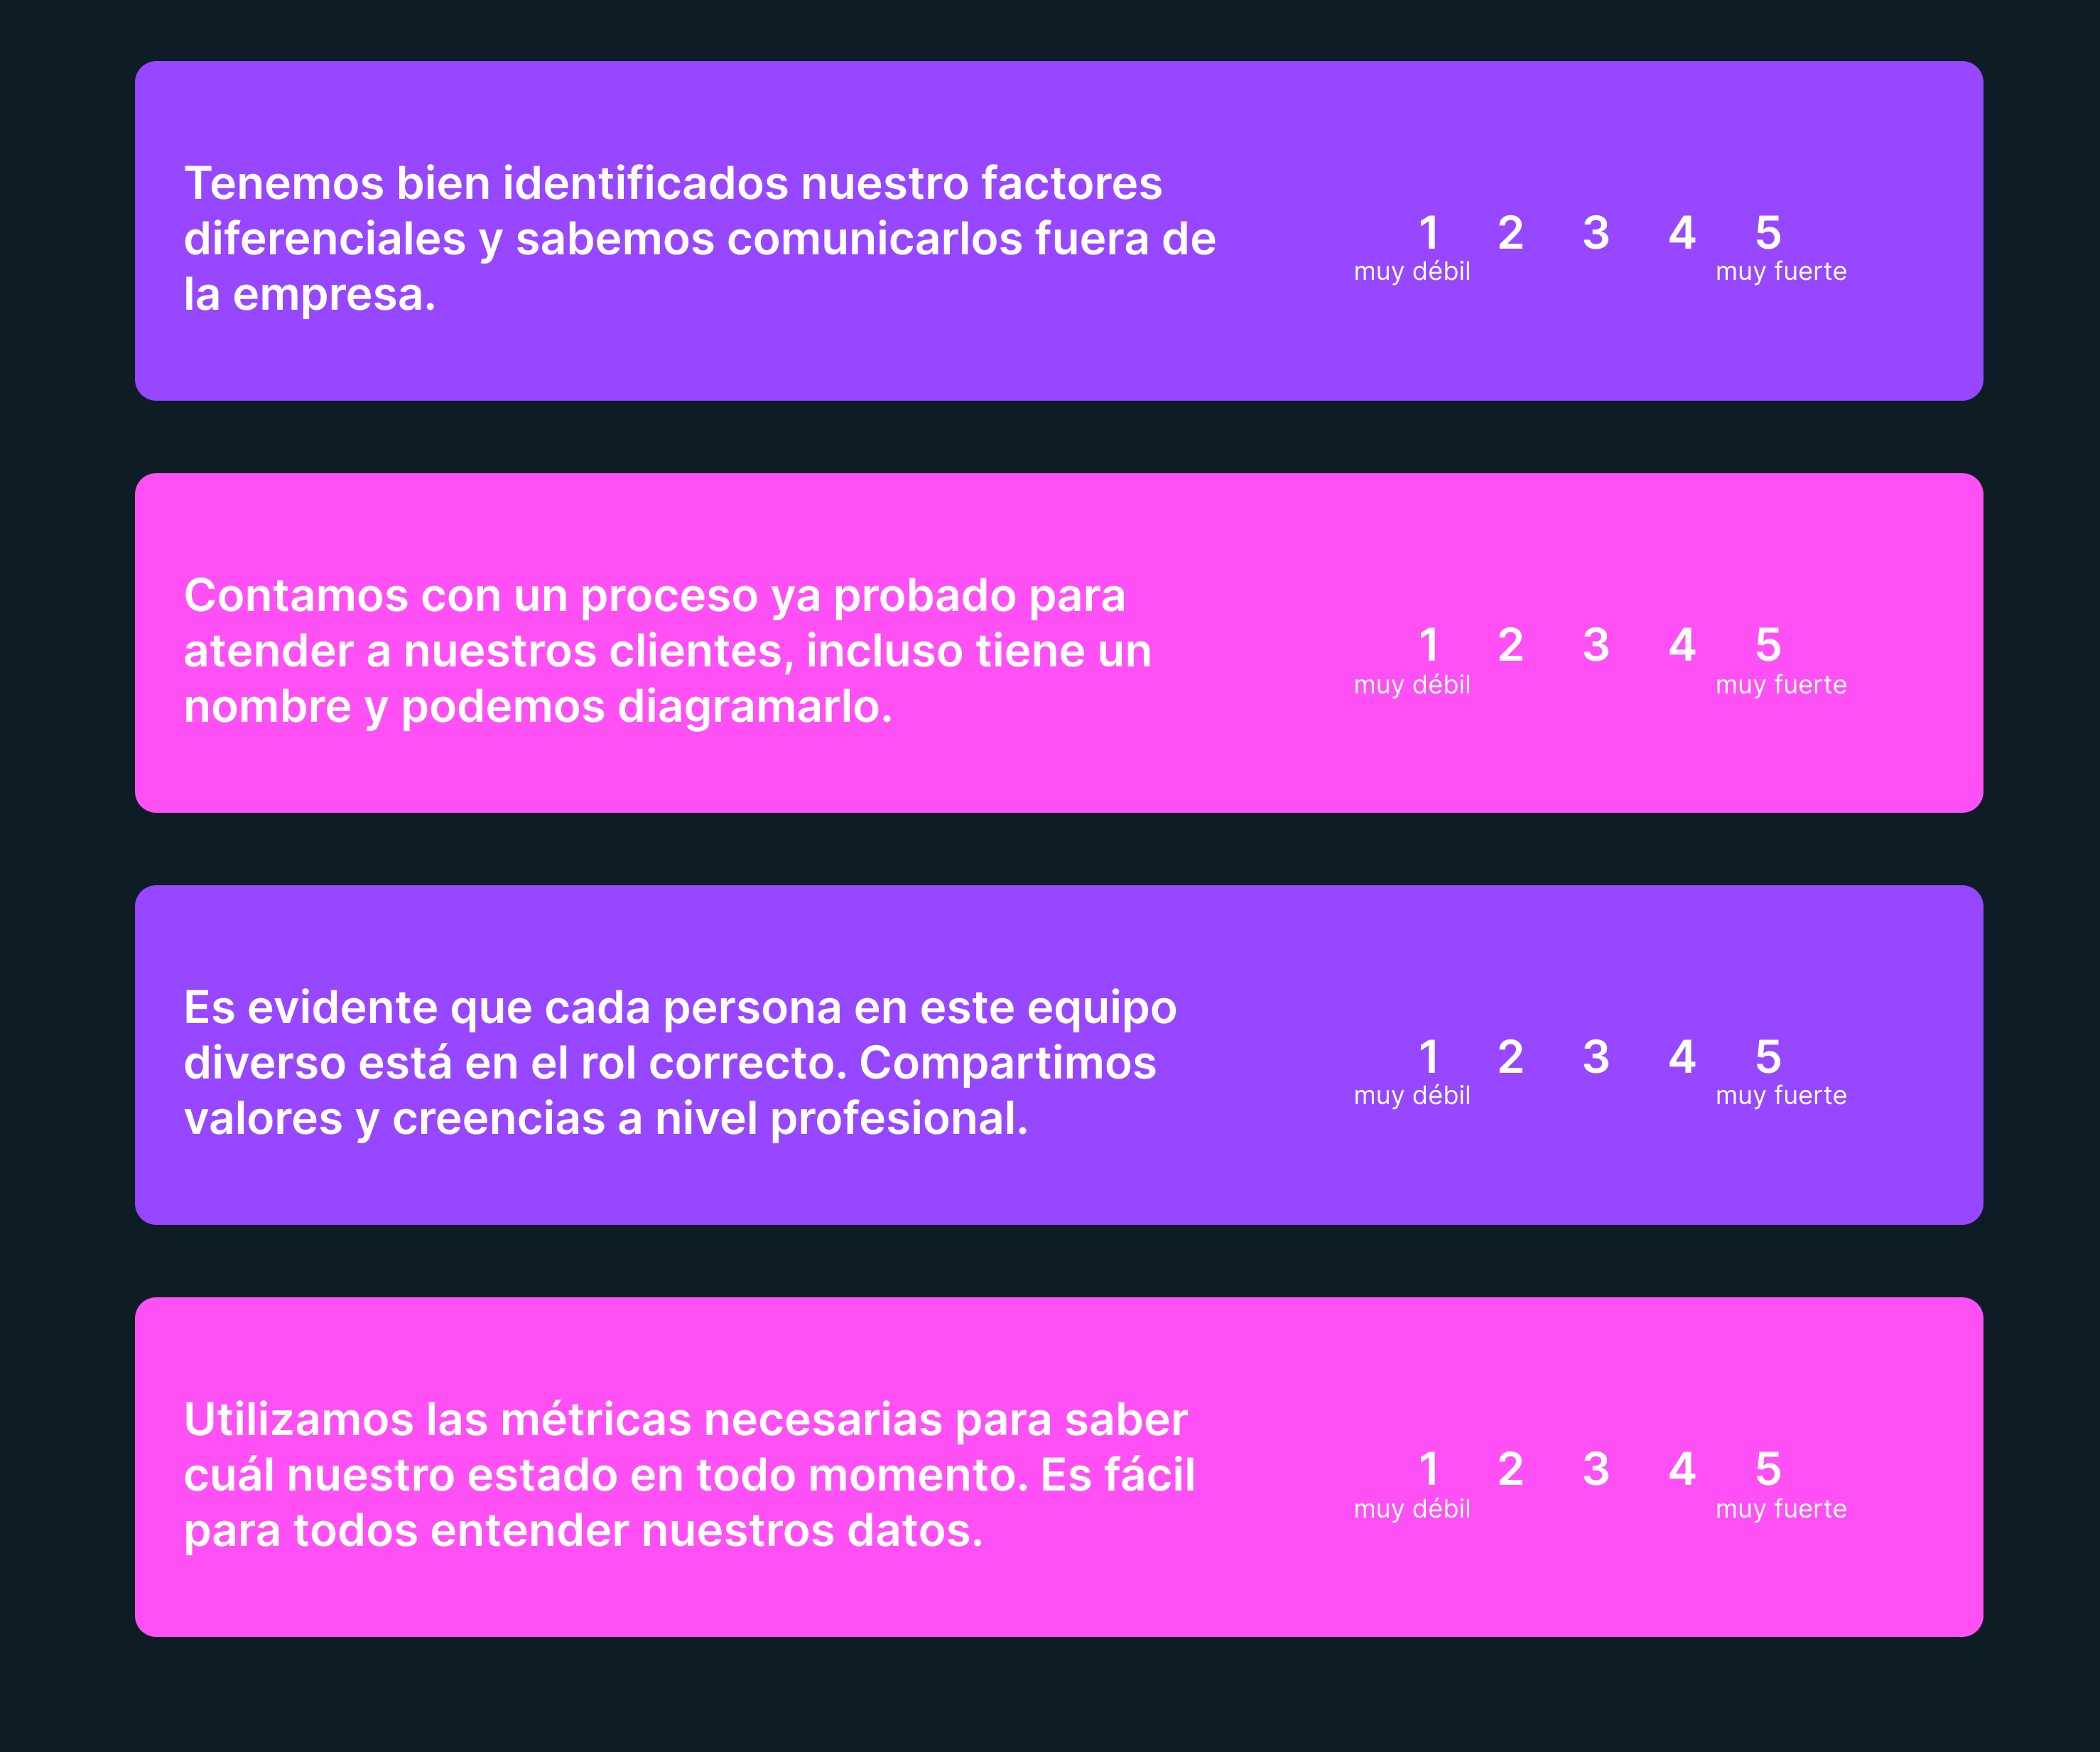 Tenemos bien identificados nuestro factores
diferenciales y sabemos comunicarlos fuera de
la empresa.
1 2 3 4 5
muy débil muy fuerte
Contamos con un proceso ya probado para
atender a nuestros clientes, incluso tiene un
nombre y podemos diagramarlo.
1 2 3 4 5
muy débil muy fuerte
Es evidente que cada persona en este equipo
diverso está en el rol correcto. Compartimos
valores y creencias a nivel profesional.
1 2 3 4 5
muy débil muy fuerte
Utilizamos las métricas necesarias para saber
cuál nuestro estado en todo momento. Es fácil
para todos entender nuestros datos.
1 2 3 4 5
muy débil muy fuerte